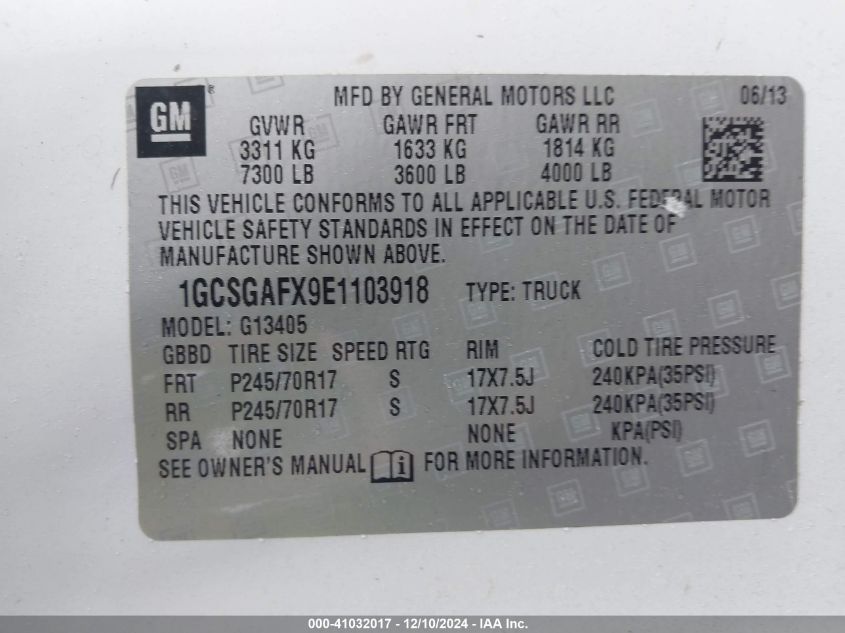 GM ® MFD BY GENERAL MOTORS LLC 06/13
GVWR GAWR FRT GAWR RR
3311 KG 1633 KG 1814 KG
7300 LB 3600 LB 4000 LB
THIS VEHICLE CONFORMS TO ALL APPLICABLE U.S. FEDERAL MOTOR
VEHICLE SAFETY STANDARDS IN EFFECT ON THE DATE OF
MANUFACTURE SHOWN ABOVE.
1GCSGAFX9E1103918 TYPE: TRUCK
MODEL: G13405
GBBD TIRE SIZE SPEED RTG RIM COLD TIRE PRESSURE
FRT P245/70R17 S 17X7.5J 240KPA(35PSI)
RR P245/70R17 S 17X7.5J 240KPA(35PSI)
SPA NONE NONE KPA(PSI)
SEE OWNER'S MANUAL FOR MORE INFORMATION.
000-41032017 - 12/10/2024 - IAA Inc.